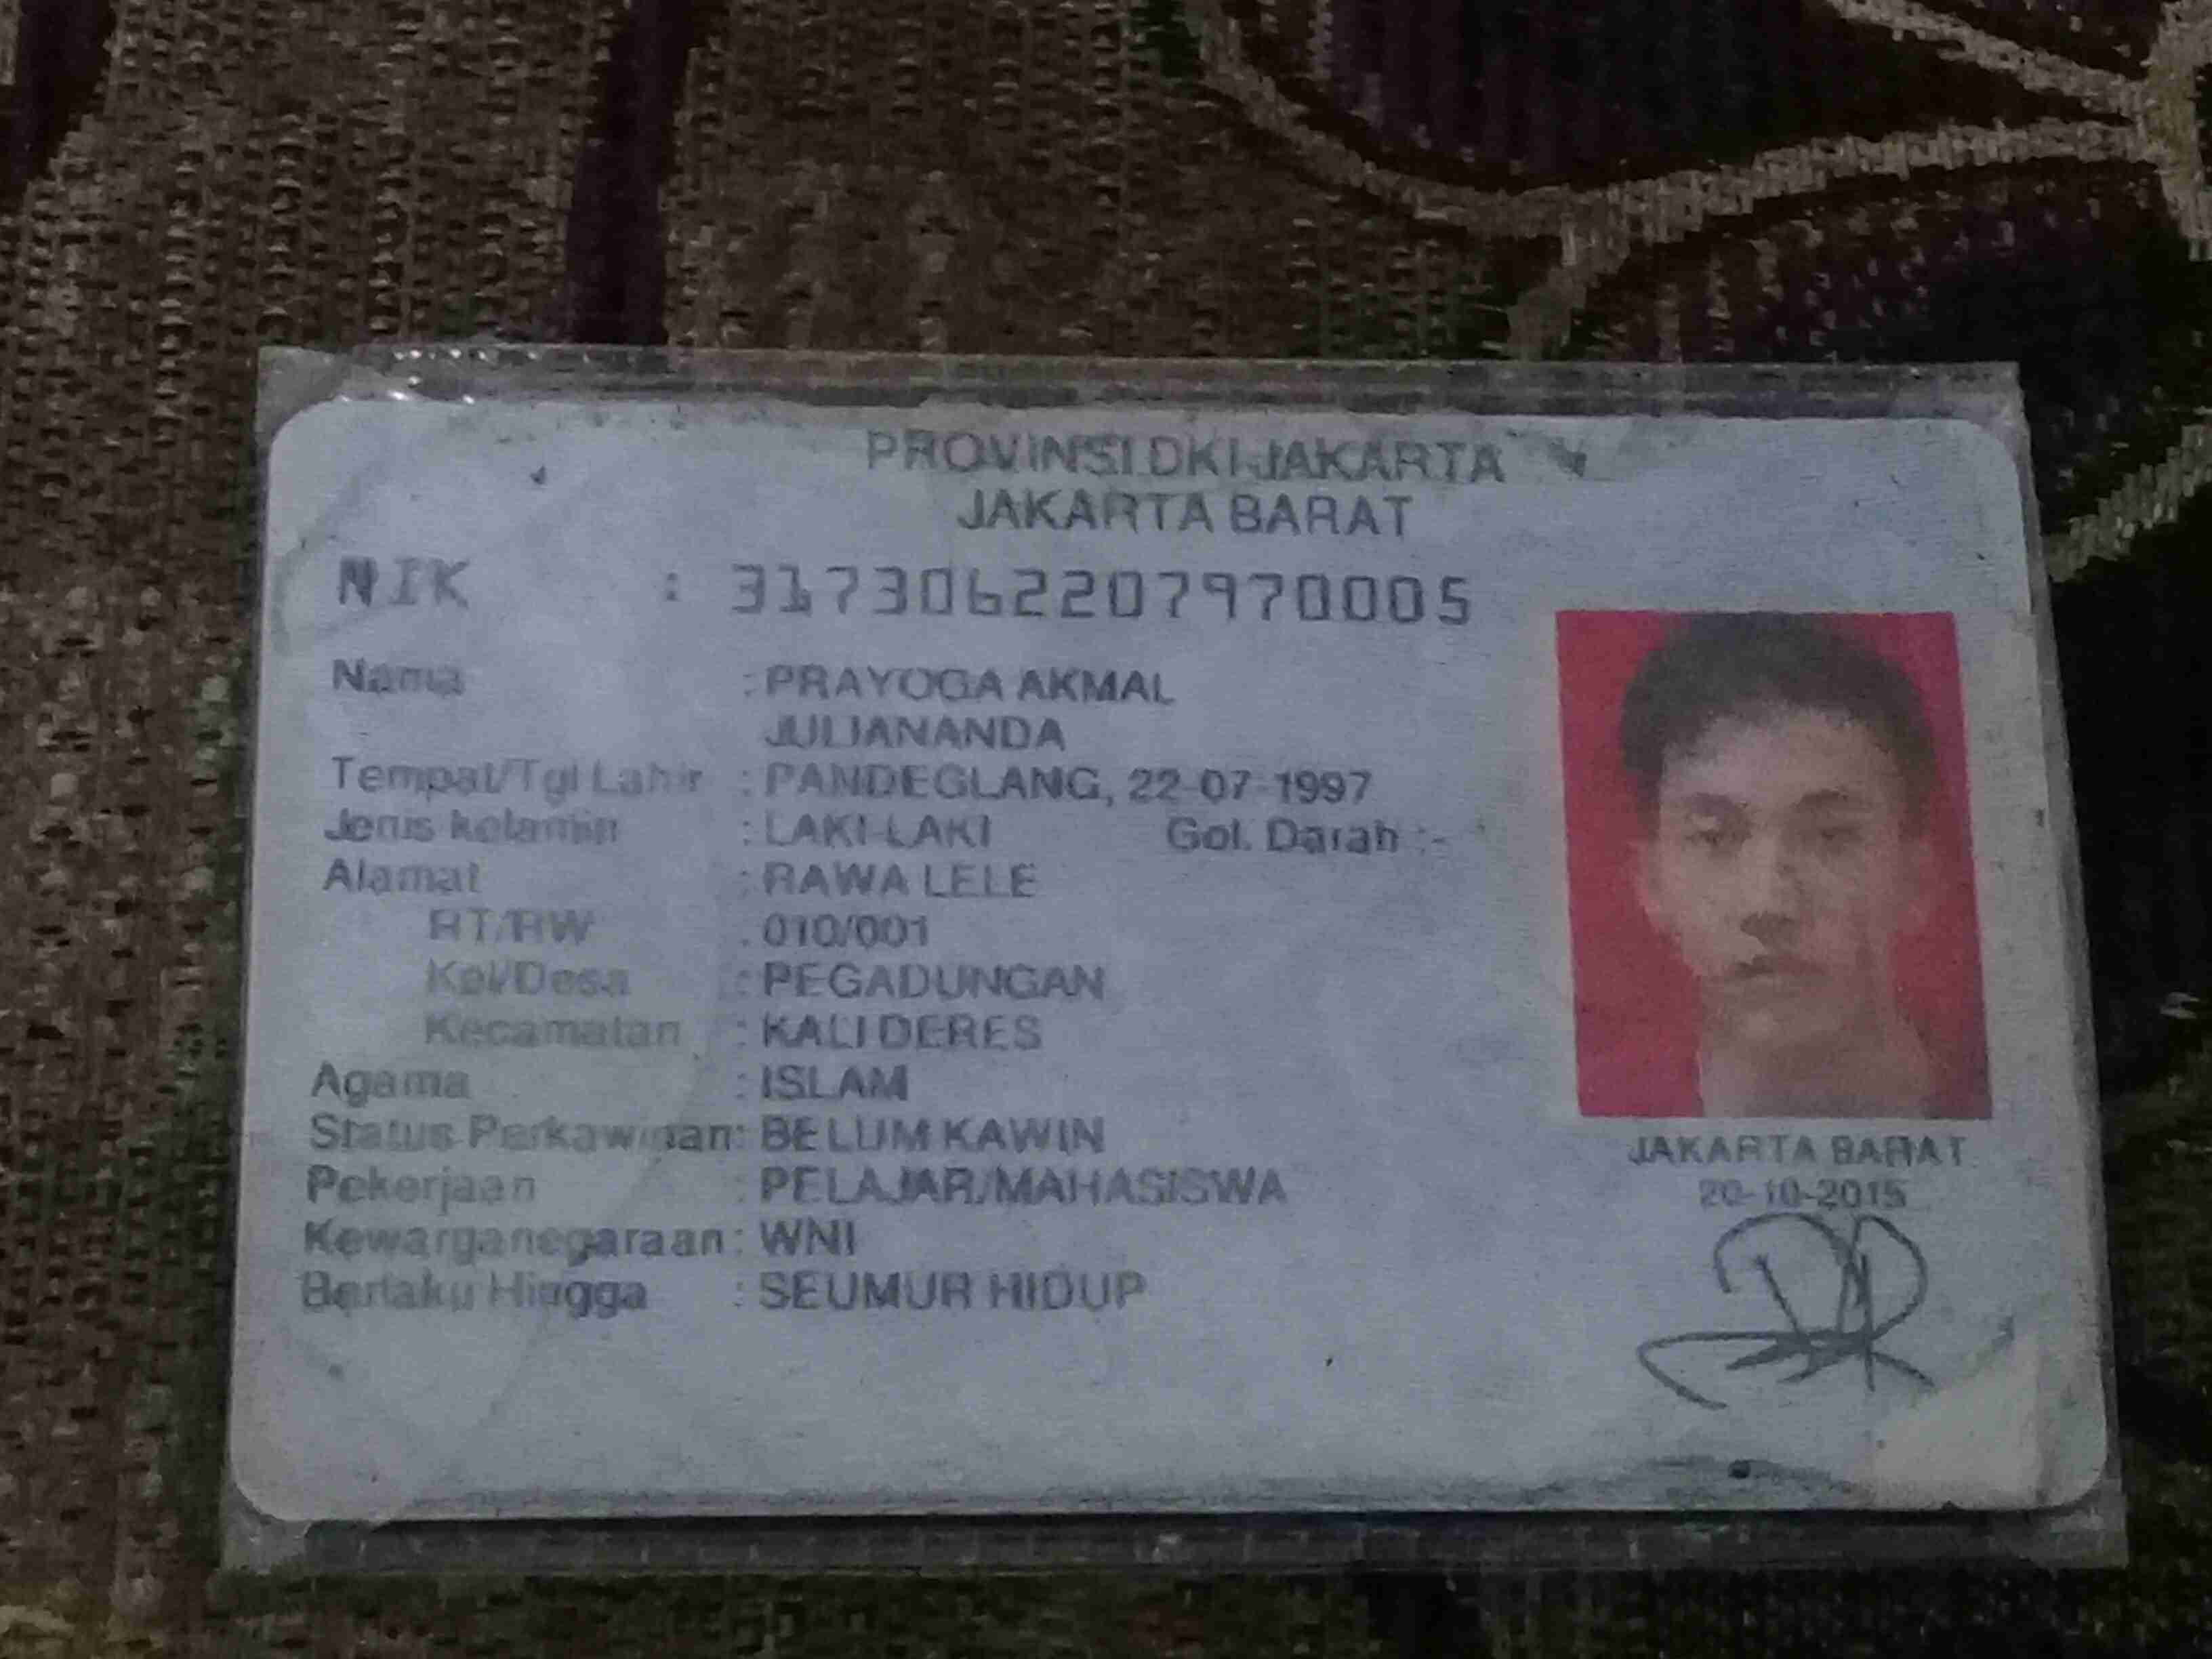 PROVINSI DKI JAKARTA
JAKARTA BARAT
NIK : 3173062207970005
Nama : PRAYOGA AKMAL
JULIANANDA
Tempat/Tgl Lahir : PANDEGLANG, 22-07-1997
Jenis kelamin : LAKI-LAKI Gol. Darah :-
Alamat : RAWA LELE
RT/RW : 010/001
Kel/Desa : PEGADUNGAN
Kecamatan : KALI DERES
Agama : ISLAM
Status Perkawinan: BELUM KAWIN
Pekerjaan : PELAJAR/MAHASISWA
Kewarganegaraan: WNI
Berlaku Hingga : SEUMUR HIDUP
JAKARTA BARAT
20-10-2015